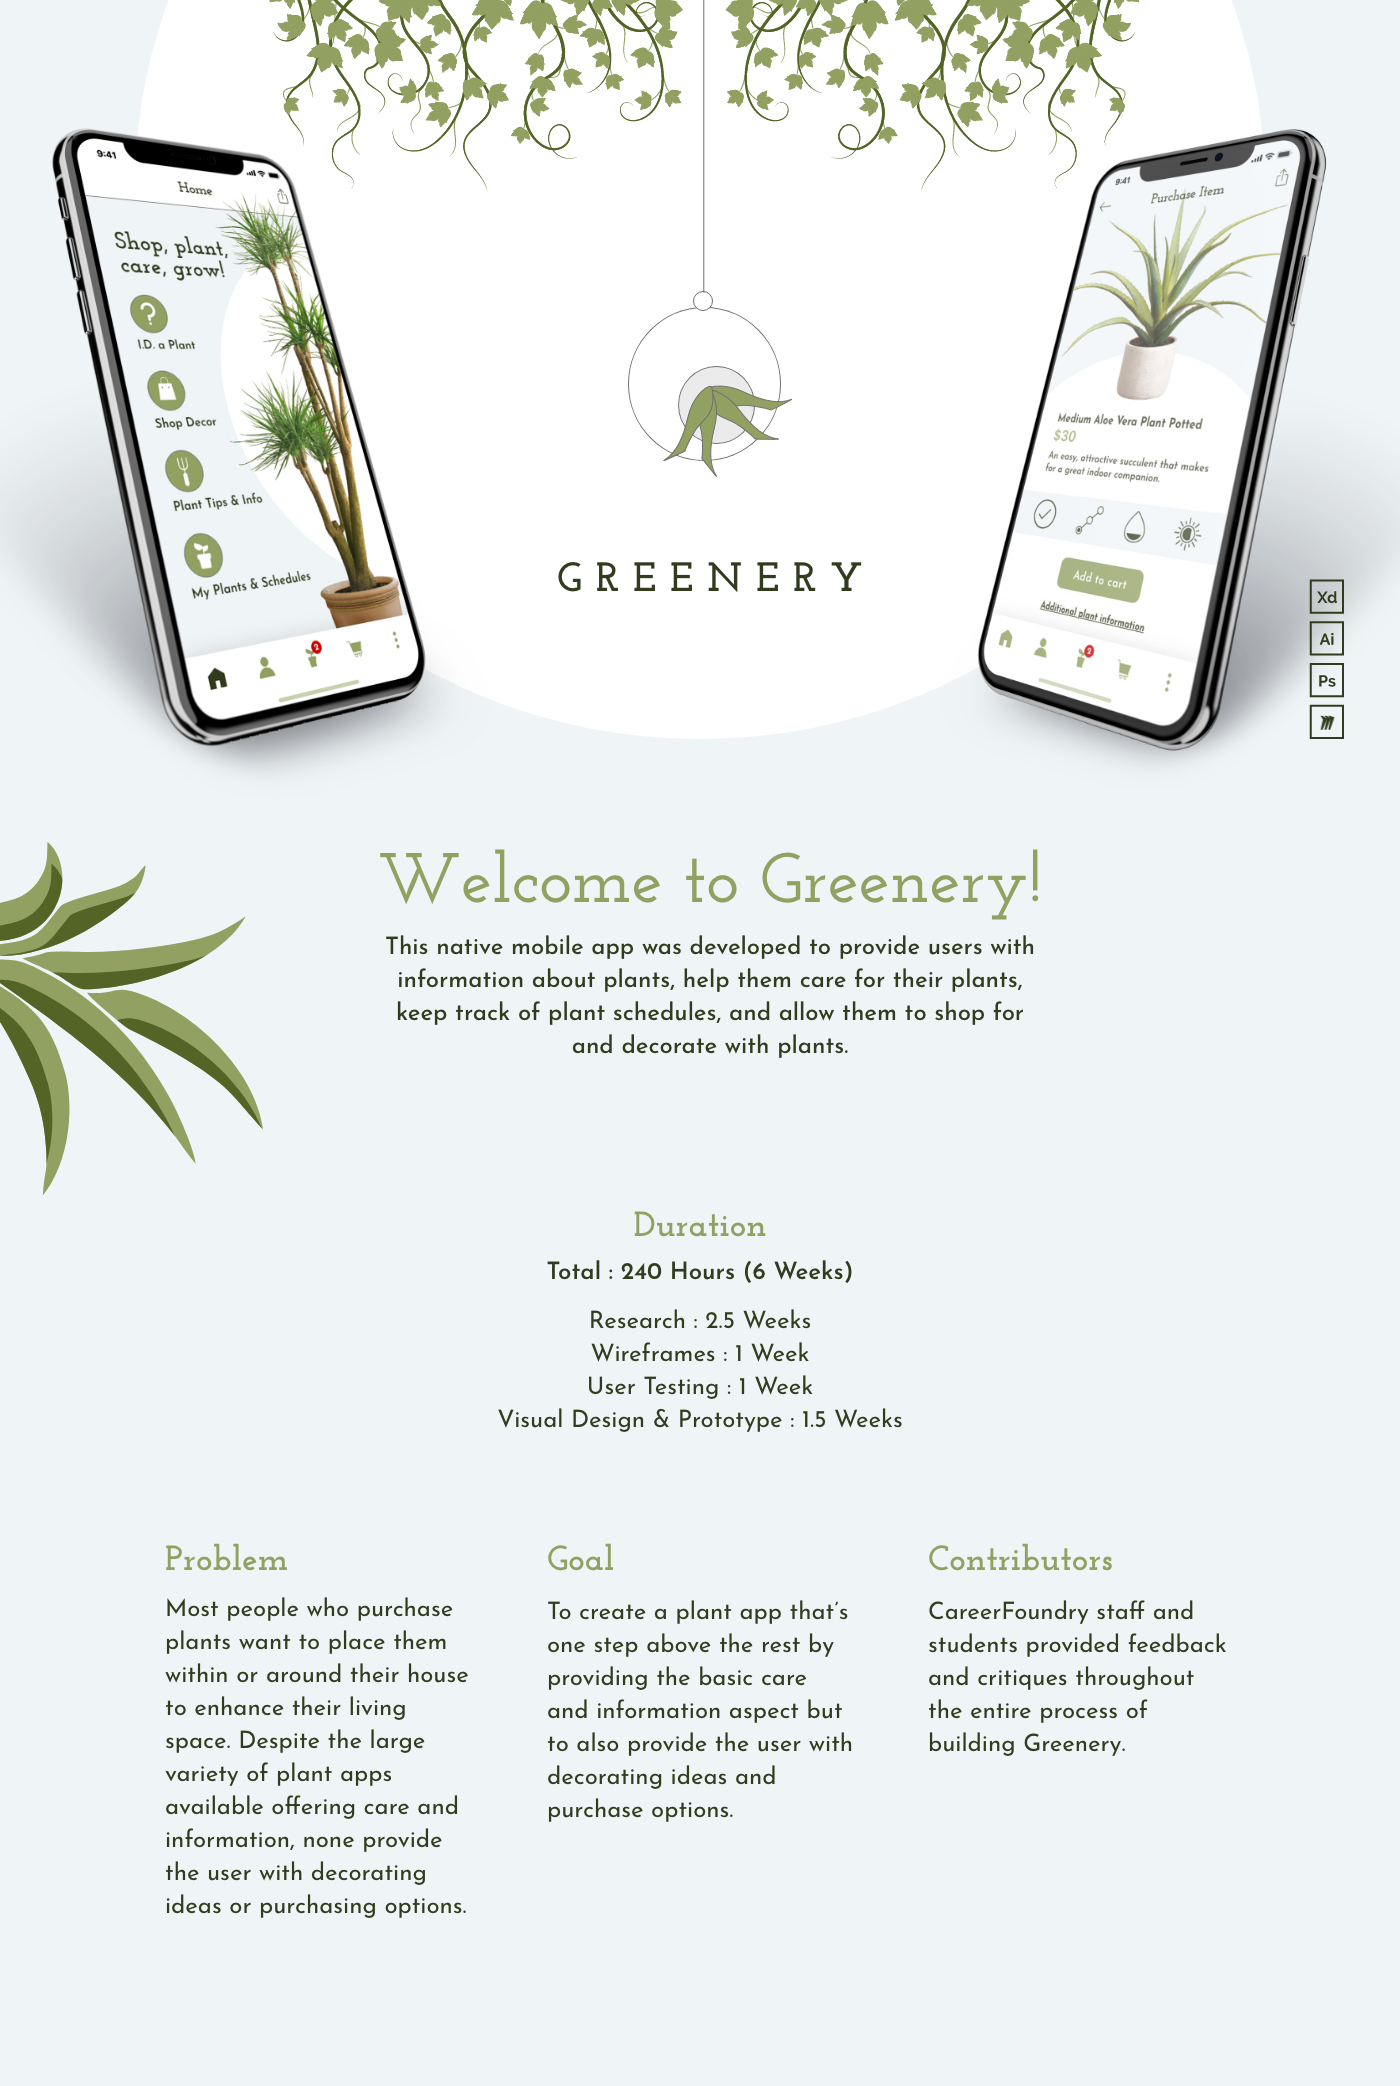 9:41
Home
Shop, plant,
care, grow!
I.D. a Plant
Shop Decor
Plant Tips & Info
My Plants & Schedules
2
GREENERY
9:41
Purchase Item
Medium Aloe Vera Plant Potted
$30
An easy, attractive succulent that makes
for a great indoor companion.
Add to cart
Additional plant information
2
Xd
Ai
Ps
Welcome to Greenery!
This native mobile app was developed to provide users with
information about plants, help them care for their plants,
keep track of plant schedules, and allow them to shop for
and decorate with plants.
Duration
Total : 240 Hours (6 Weeks)
Research : 2.5 Weeks
Wireframes : 1 Week
User Testing : 1 Week
Visual Design & Prototype : 1.5 Weeks
Problem
Most people who purchase
plants want to place them
within or around their house
to enhance their living
space. Despite the large
variety of plant apps
available offering care and
information, none provide
the user with decorating
ideas or purchasing options.
Goal
To create a plant app that's
one step above the rest by
providing the basic care
and information aspect but
to also provide the user with
decorating ideas and
purchase options.
Contributors
CareerFoundry staff and
students provided feedback
and critiques throughout
the entire process of
building Greenery.